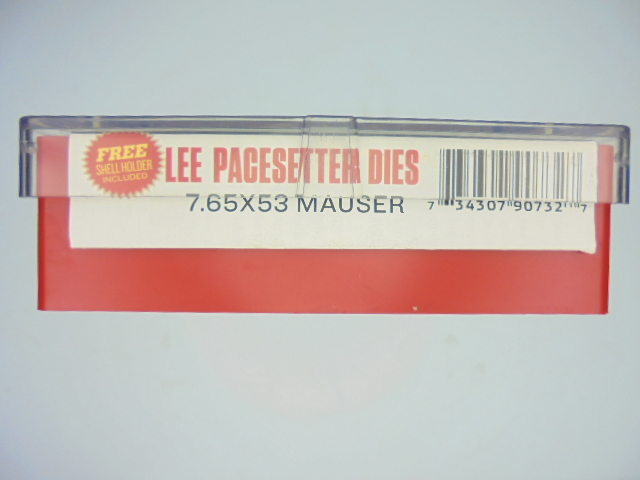 FREE
SHELL HOLDER
INCLUDED
LEE PACESETTER DIES
7.65X53 MAUSER
7 34307 90732 7